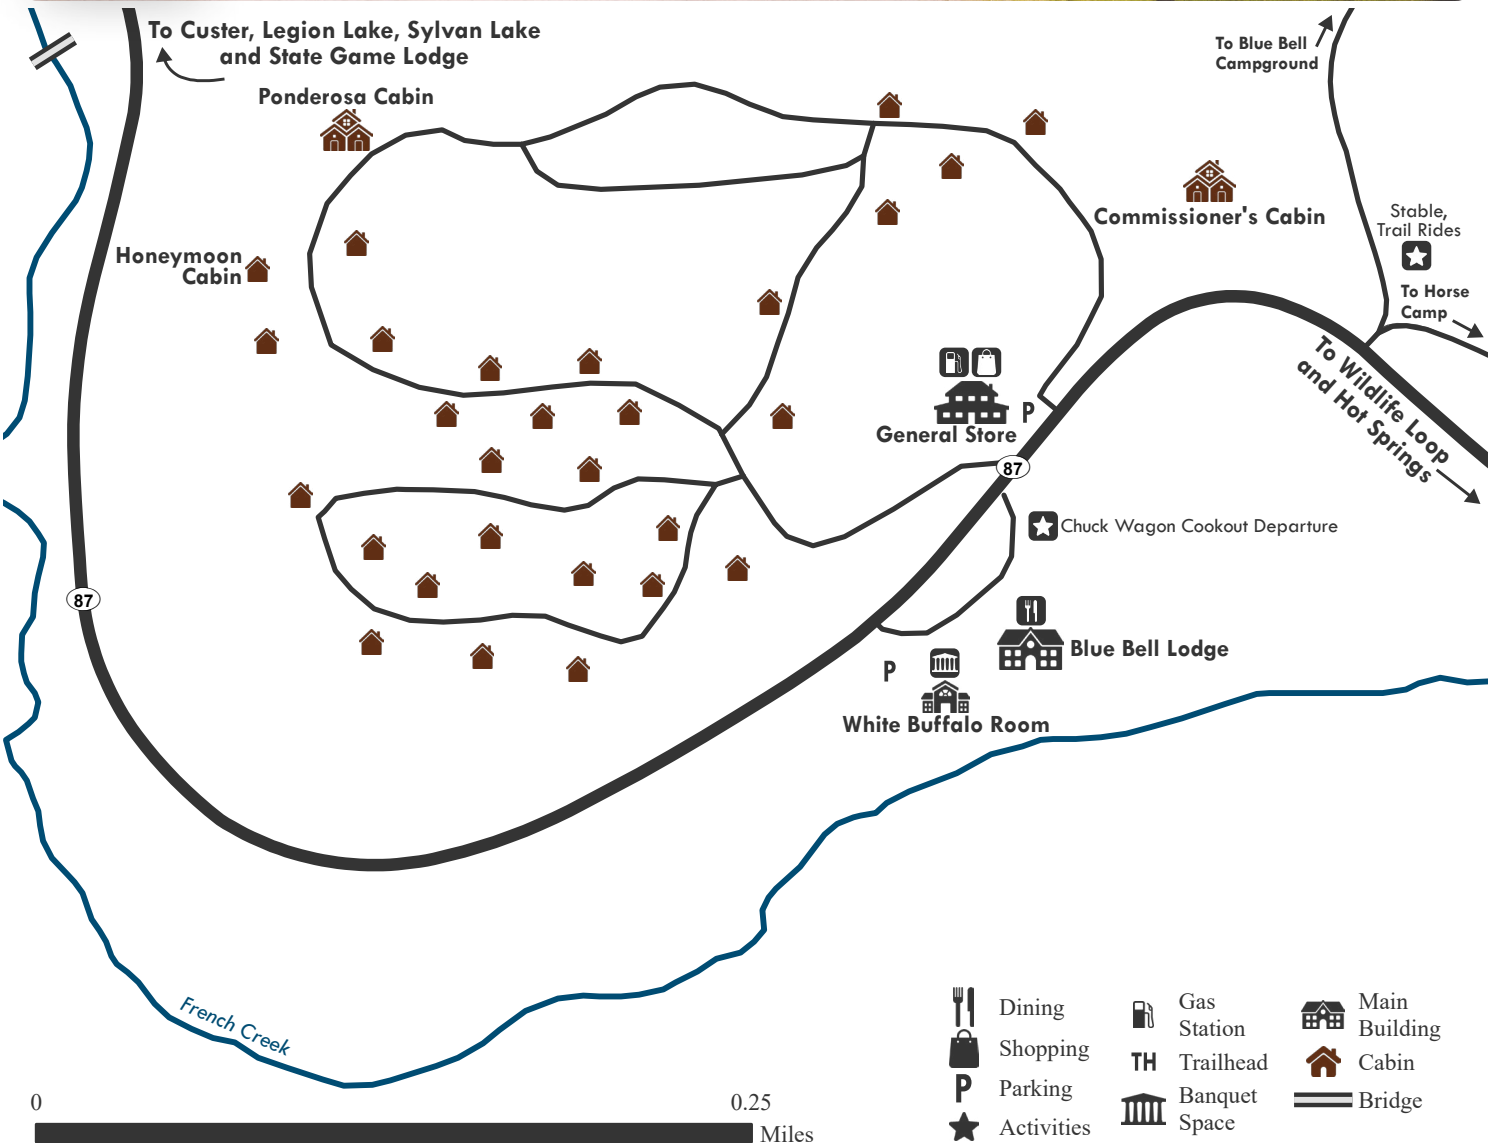 To Custer, Legion Lake, Sylvan Lake
and State Game Lodge
To Blue Bell
Campground
Ponderosa Cabin
Commissioner's Cabin
Stable,
Trail Rides
Honeymoon
Cabin
To Horse
Camp
To Wildlife Loop
and Hot Springs
P
General Store
87
Chuck Wagon Cookout Departure
87
Blue Bell Lodge
P
White Buffalo Room
French Creek
Dining
Shopping
P Parking
Activities
Gas
Station
TH Trailhead
Banquet
Space
Main
Building
Cabin
Bridge
0 0.25
Miles